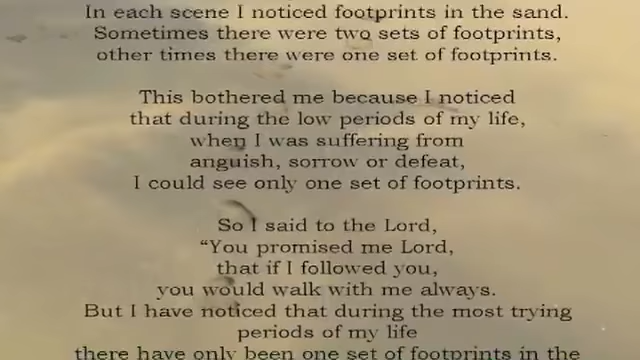 In each scene I noticed footprints in the sand.
Sometimes there were two sets of footprints,
other times there were one set of footprints.
This bothered me because I noticed
that during the low periods of my life,
when I was suffering from
anguish, sorrow or defeat,
I could see only one set of footprints.
So I said to the Lord,
“You promised me Lord,
that if I followed you,
you would walk with me always.
But I have noticed that during the most trying
periods of my life
there have only been one set of footprints in the